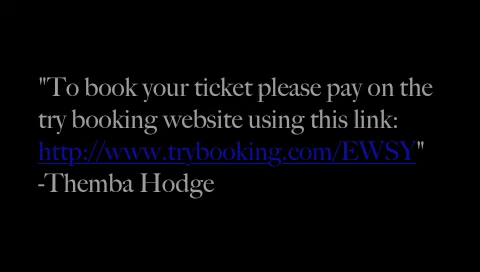 "To book your ticket please pay on the
try booking website using this link:
http://www.trybooking.com/EWSY"
-Themba Hodge